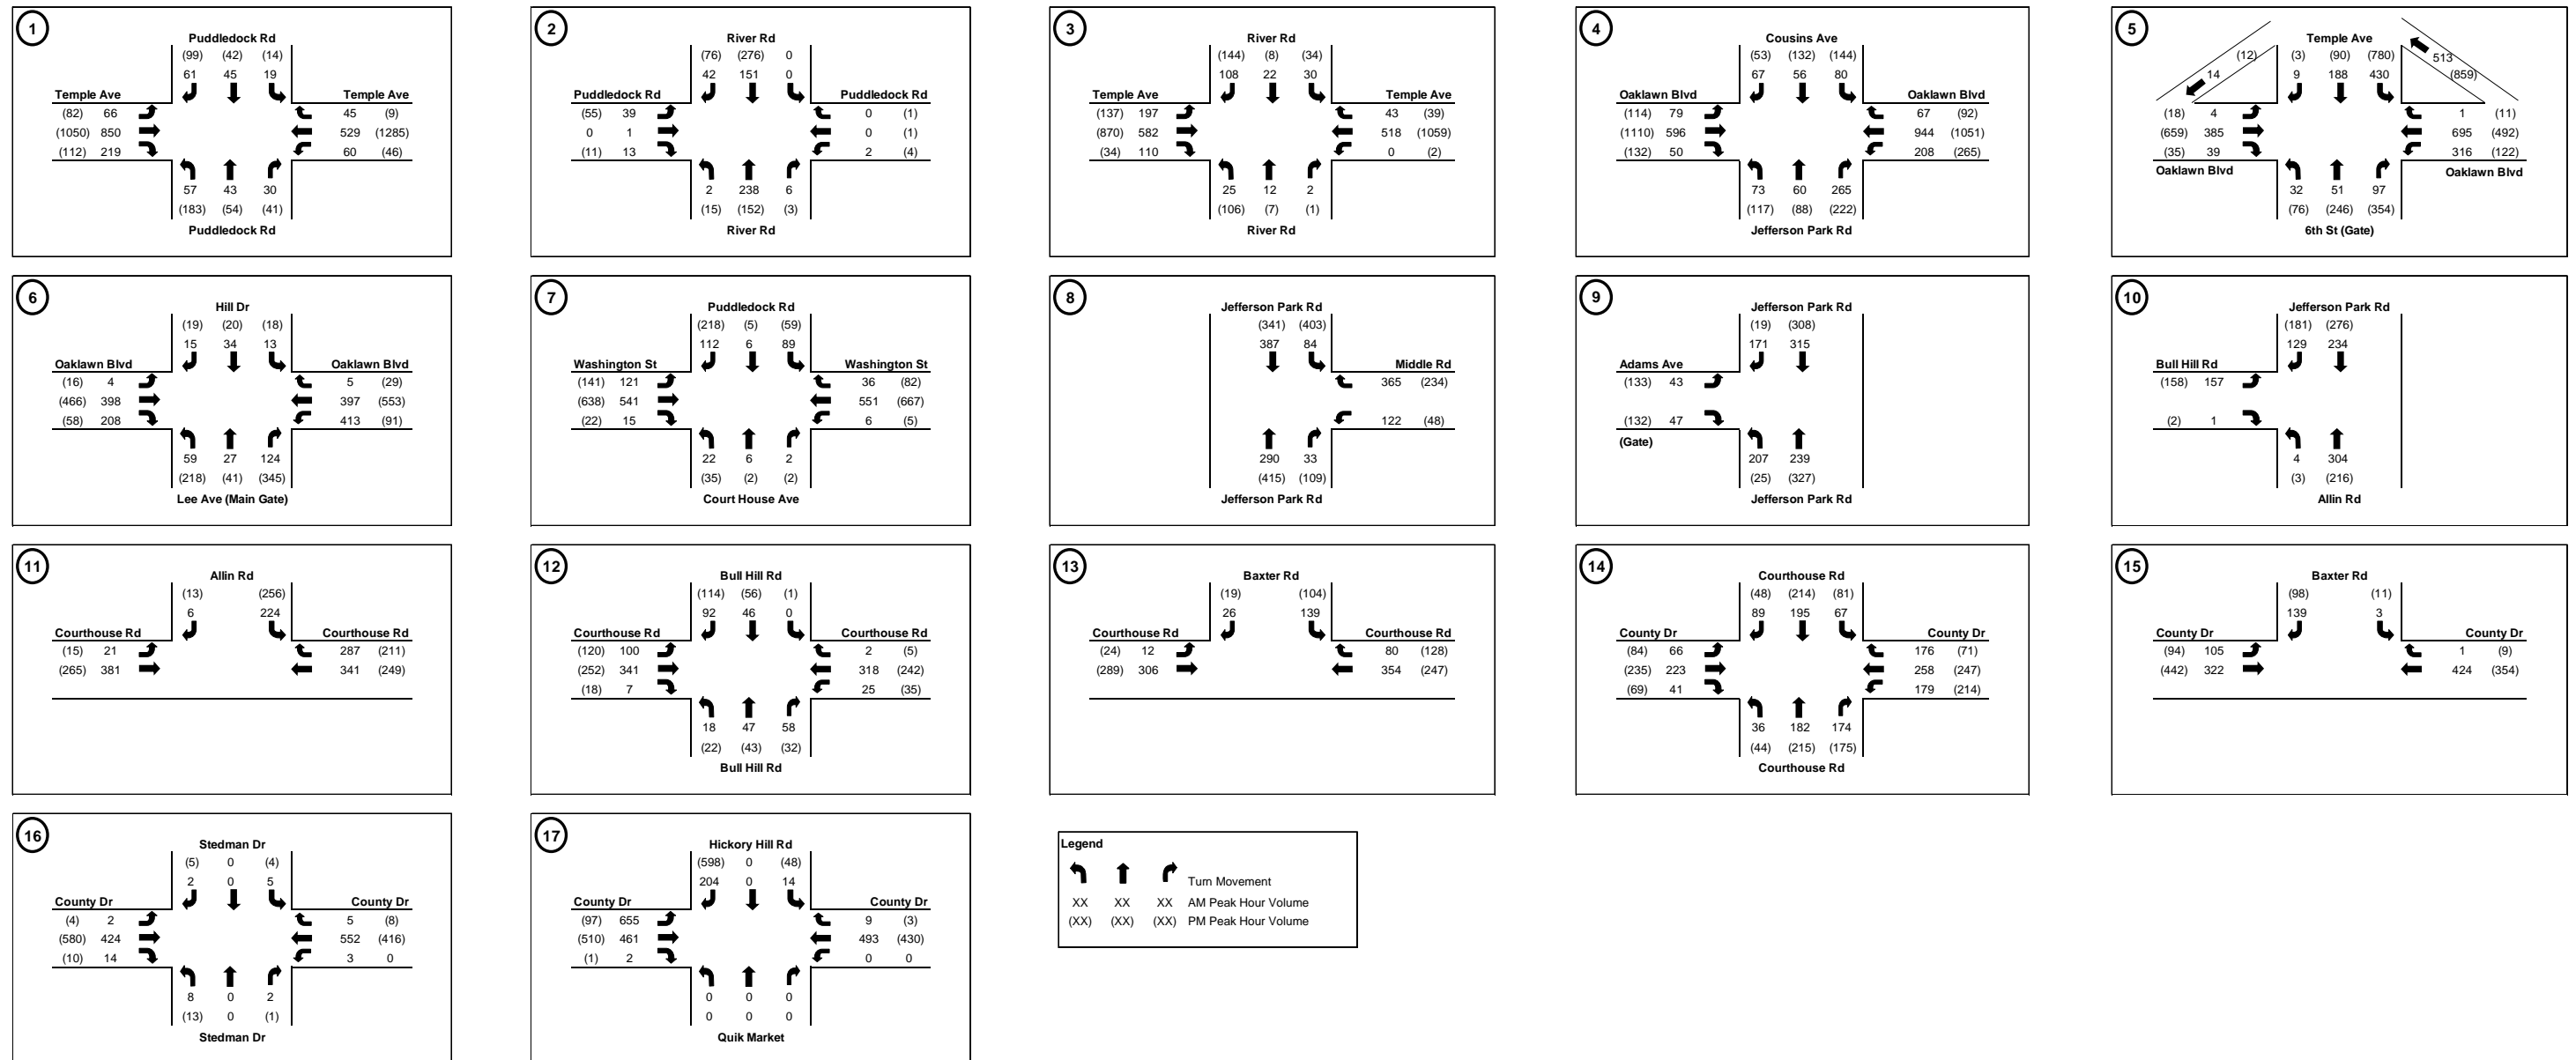 1
Puddledock Rd
(99) (42) (14)
61 45 19
Temple Ave Temple Ave
(82) 66 45 (9)
(1050) 850 529 (1285)
(112) 219 60 (46)
57 43 30
(183) (54) (41)
Puddledock Rd
2
River Rd
(76) (276) 0
42 151 0
Puddledock Rd Puddledock Rd
(55) 39 0 (1)
0 1 0 (1)
(11) 13 2 (4)
2 238 6
(15) (152) (3)
River Rd
3
River Rd
(144) (8) (34)
108 22 30
Temple Ave Temple Ave
(137) 197 43 (39)
(870) 582 518 (1059)
(34) 110 0 (2)
25 12 2
(106) (7) (1)
River Rd
4
Cousins Ave
(53) (132) (144)
67 56 80
Oaklawn Blvd Oaklawn Blvd
(114) 79 67 (92)
(1110) 596 944 (1051)
(132) 50 208 (265)
73 60 265
(117) (88) (222)
Jefferson Park Rd
5
Temple Ave
(12) (3) (90) (780) 513
14 9 188 430 (859)
(18) 4 1 (11)
(659) 385 695 (492)
(35) 39 316 (122)
Oaklawn Blvd Oaklawn Blvd
32 51 97
(76) (246) (354)
6th St (Gate)
6
Hill Dr
(19) (20) (18)
15 34 13
Oaklawn Blvd Oaklawn Blvd
(16) 4 5 (29)
(466) 398 397 (553)
(58) 208 413 (91)
59 27 124
(218) (41) (345)
Lee Ave (Main Gate)
7
Puddledock Rd
(218) (5) (59)
112 6 89
Washington St Washington St
(141) 121 36 (82)
(638) 541 551 (667)
(22) 15 6 (5)
22 6 2
(35) (2) (2)
Court House Ave
8
Jefferson Park Rd
(341) (403)
387 84
Middle Rd
365 (234)
122 (48)
290 33
(415) (109)
Jefferson Park Rd
9
Jefferson Park Rd
(19) (308)
171 315
Adams Ave
(133) 43
(132) 47
(Gate)
207 239
(25) (327)
Jefferson Park Rd
10
Jefferson Park Rd
(181) (276)
129 234
Bull Hill Rd
(158) 157
(2) 1
4 304
(3) (216)
Allin Rd
11
Allin Rd
(13) (256)
6 224
Courthouse Rd Courthouse Rd
(15) 21 287 (211)
(265) 381 341 (249)
12
Bull Hill Rd
(114) (56) (1)
92 46 0
Courthouse Rd Courthouse Rd
(120) 100 2 (5)
(252) 341 318 (242)
(18) 7 25 (35)
18 47 58
(22) (43) (32)
Bull Hill Rd
13
Baxter Rd
(19) (104)
26 139
Courthouse Rd Courthouse Rd
(24) 12 80 (128)
(289) 306 354 (247)
14
Courthouse Rd
(48) (214) (81)
89 195 67
County Dr County Dr
(84) 66 176 (71)
(235) 223 258 (247)
(69) 41 179 (214)
36 182 174
(44) (215) (175)
Courthouse Rd
15
Baxter Rd
(98) (11)
139 3
County Dr County Dr
(94) 105 1 (9)
(442) 322 424 (354)
16
Stedman Dr
(5) 0 (4)
2 0 5
County Dr County Dr
(4) 2 5 (8)
(580) 424 552 (416)
(10) 14 3 0
8 0 2
(13) 0 (1)
Stedman Dr
17
Hickory Hill Rd
(598) 0 (48)
204 0 14
County Dr County Dr
(97) 655 9 (3)
(510) 461 493 (430)
(1) 2 0 0
0 0 0
0 0 0
Quik Market
Legend
Turn Movement
XX XX XX AM Peak Hour Volume
(XX) (XX) (XX) PM Peak Hour Volume